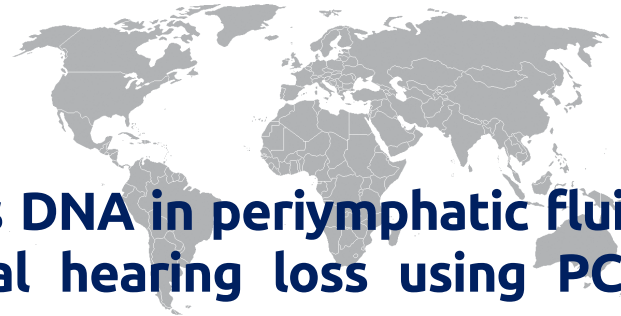 s DNA in periymphatic flui
al hearing loss using PC